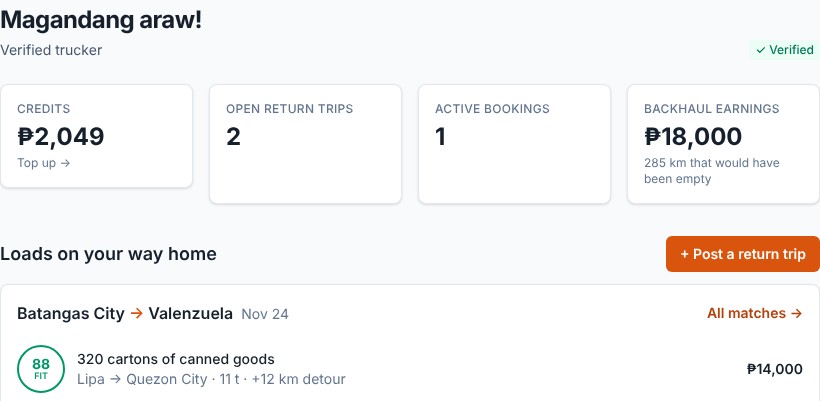 Magandang araw!
Verified trucker
✓ Verified
CREDITS
₱2,049
Top up →
OPEN RETURN TRIPS
2
ACTIVE BOOKINGS
1
BACKHAUL EARNINGS
₱18,000
285 km that would have
been empty
Loads on your way home
+ Post a return trip
Batangas City → Valenzuela Nov 24
All matches →
88
FIT
320 cartons of canned goods
Lipa → Quezon City · 11 t · +12 km detour
₱14,000